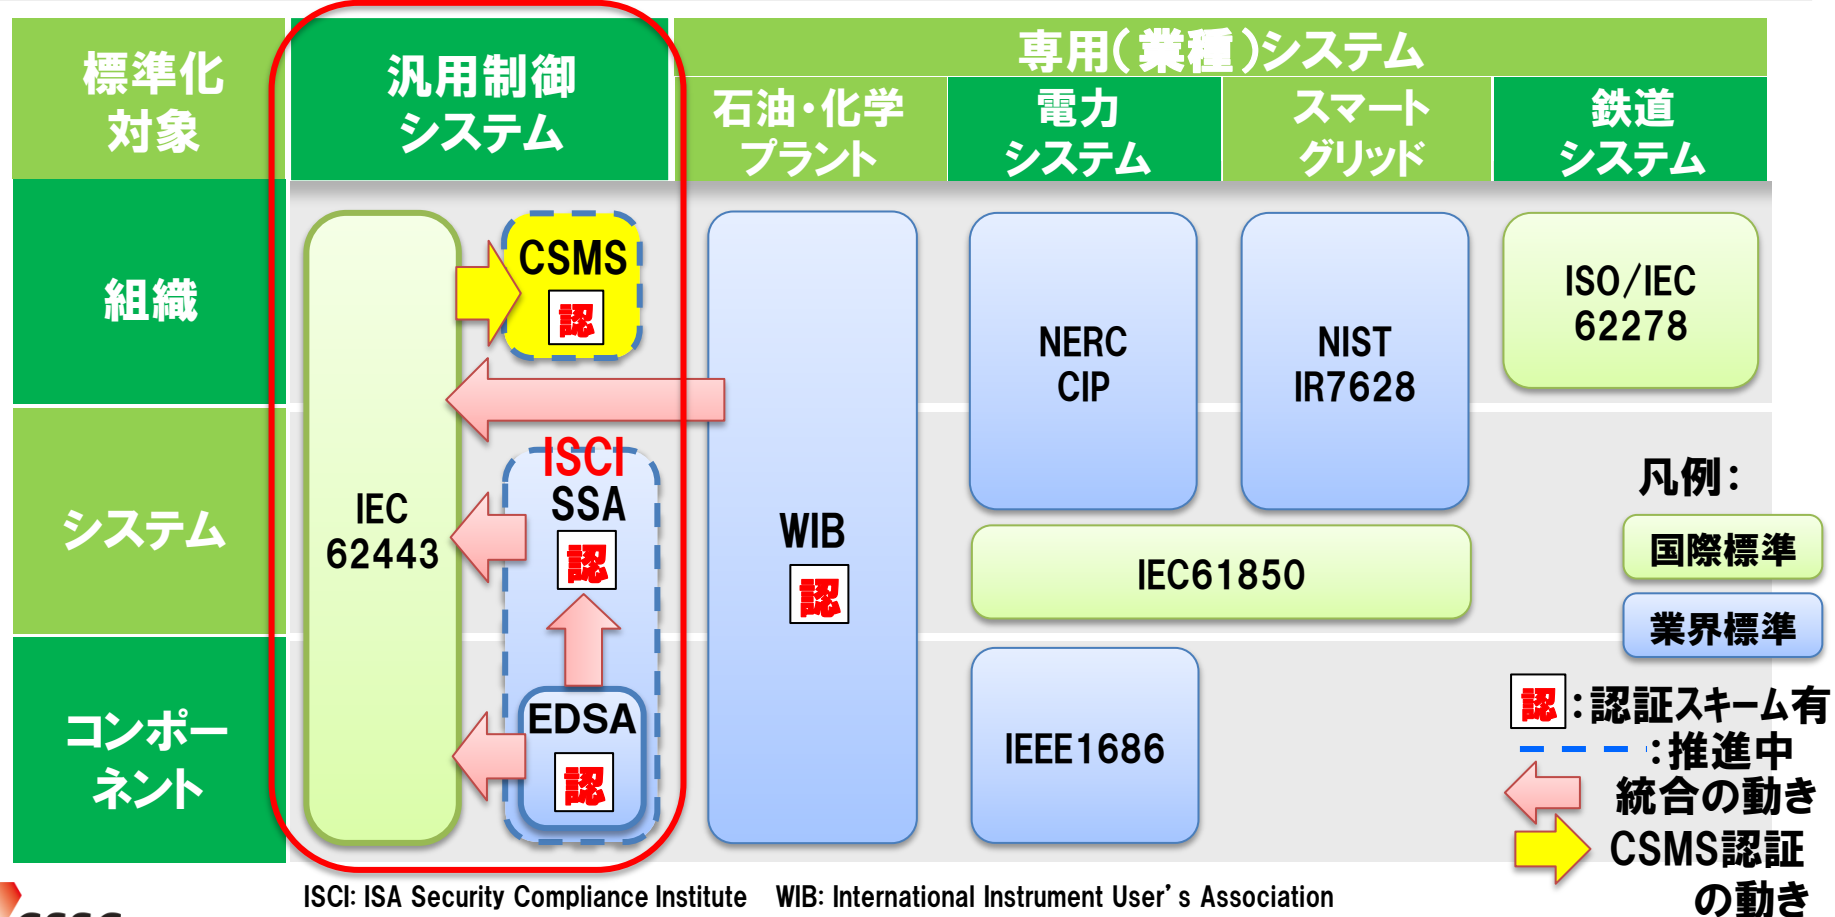 標準化
対象
汎用制御
システム
専用(業種)システム
石油・化学
プラント
電力
システム
スマート
グリッド
鉄道
システム
組織
システム
コンポー
ネント
IEC
62443
CSMS
認
ISCI
SSA
認
EDSA
認
WIB
認
NERC
CIP
NIST
IR7628
ISO/IEC
62278
IEC61850
IEEE1686
凡例:
国際標準
業界標準
認:認証スキーム有
:推進中
統合の動き
CSMS認証
の動き
ISCI: ISA Security Compliance Institute WIB: International Instrument User's Association